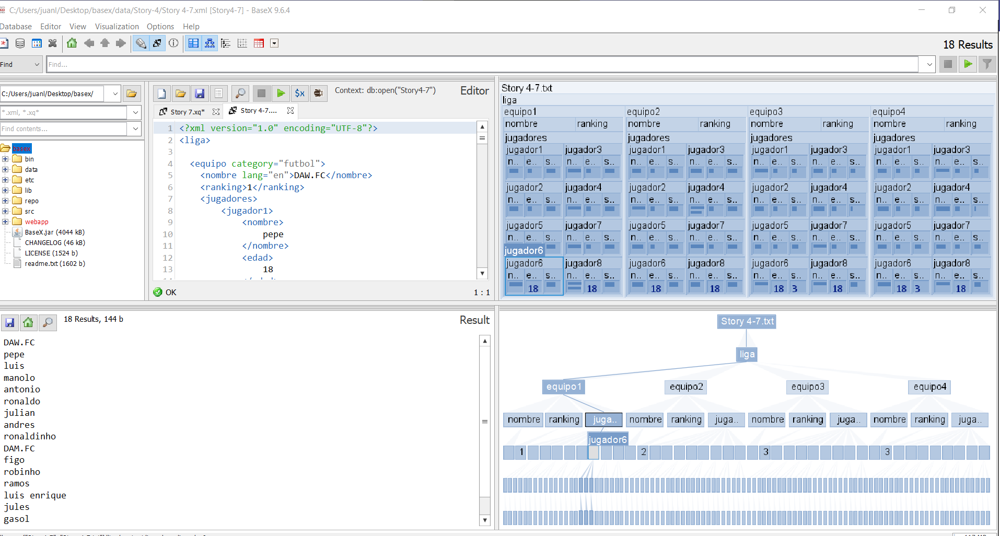 C:/Users/juanl/Desktop/basex/data/Story-4/Story 4-7.xml [Story4-7] - BaseX 9.6.4
Database Editor View Visualization Options Help
18 Results
Find
Find...
C:/Users/juanl/Desktop/basex/
*.xml, *.xq*
Find contents...
basex
bin
data
etc
lib
repo
src
webapp
BaseX.jar (4044 kB)
CHANGELOG (46 kB)
LICENSE (1524 b)
readme.txt (1602 b)
$x
Context: db:open("Story4-7")
Editor
Story 7.xq*
Story 4-7....
1 <?xml version="1.0" encoding="UTF-8"?>
2 <liga>
3
4 <equipo category="futbol">
5 <nombre lang="en">DAW.FC</nombre>
6 <ranking>1</ranking>
7 <jugadores>
8 <jugador1>
9 <nombre>
10 pepe
11 </nombre>
12 <edad>
13 18
OK
1 : 1
Story 4-7.txt
liga
equipo1 equipo2 equipo3 equipo4
nombre ranking nombre ranking nombre ranking nombre ranking
jugadores jugadores jugadores jugadores
jugador1 jugador3 jugador1 jugador3 jugador1 jugador3 jugador1 jugador3
n.. e.. s.. n.. e.. s.. n.. e.. s.. n.. e.. s.. n.. e.. s.. n.. e.. s.. n.. e.. s.. n.. e.. s..
jugador2 jugador4 jugador2 jugador4 jugador2 jugador4 jugador2 jugador4
n.. e.. s.. n.. e.. s.. n.. e.. s.. n.. e.. s.. n.. e.. s.. n.. e.. s.. n.. e.. s.. n.. e.. s..
jugador5 jugador7 jugador5 jugador7 jugador5 jugador7 jugador5 jugador7
n.. e.. s.. n.. e.. s.. n.. e.. s.. n.. e.. s.. n.. e.. s.. n.. e.. s.. n.. e.. s..
jugador6
jugador6 jugador8 jugador6 jugador8 jugador6 jugador8 jugador6 jugador8
n.. e.. s.. n.. e.. s.. n.. e.. s.. n.. e.. s.. n.. e.. s.. n.. e.. s.. n.. e.. s.. n.. e.. s..
18 18 18 18 18 3 18 18 3 18
18 Results, 144 b
Result
DAW.FC
pepe
luis
manolo
antonio
ronaldo
julian
andres
ronaldinho
DAM.FC
figo
robinho
ramos
luis enrique
jules
gasol
Story 4-7.txt
liga
equipo1 equipo2 equipo3 equipo4
nombre ranking juga.. nombre ranking juga.. nombre ranking juga.. nombre ranking juga..
jugador6
1 2 3 3